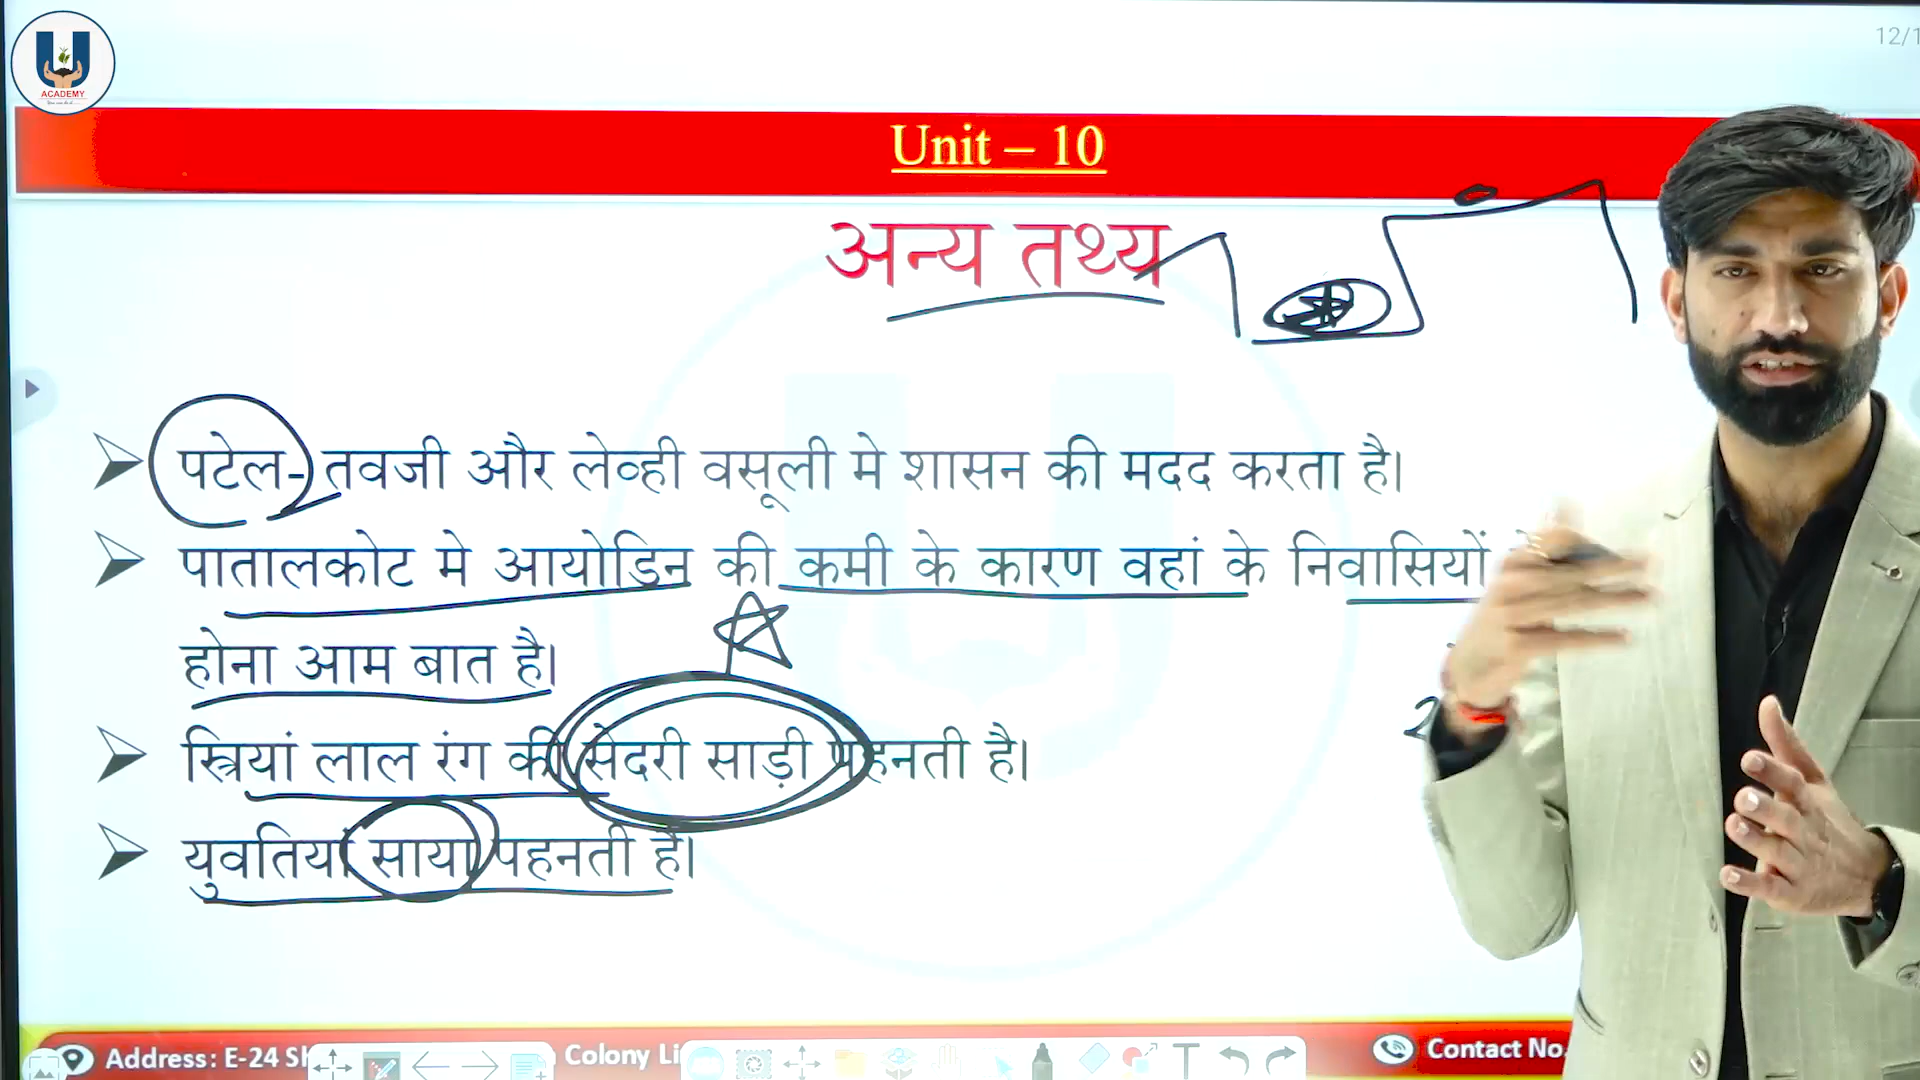 12/1
U
ACADEMY
Unit – 10
अन्य तथ्य
पटेल- तवजी और लेव्ही वसूली मे शासन की मदद करता है।
पातालकोट मे आयोडिन की कमी के कारण वहां के निवासियों
होना आम बात है।
स्त्रियां लाल रंग की सेदरी साड़ी पहनती है।
युवतियां साया पहनती है।
Address: E-24
Colony
Contact No.